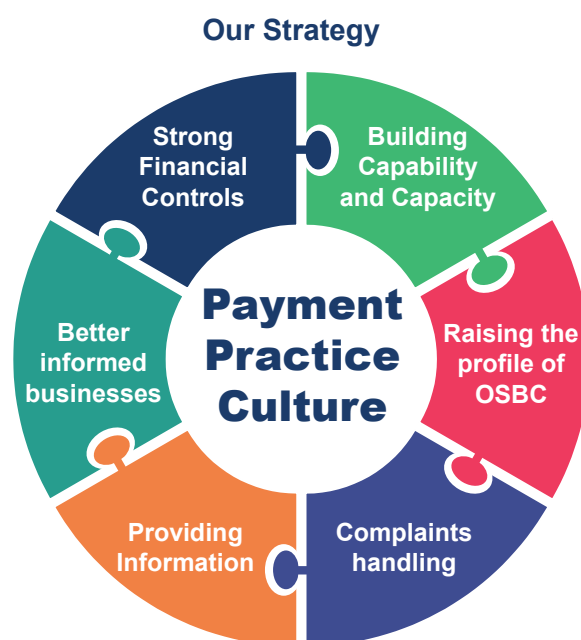 Our Strategy
Strong
Financial
Controls
Building
Capability
and Capacity
Raising the
profile of
OSBC
Complaints
handling
Providing
Information
Better
informed
businesses
Payment
Practice
Culture